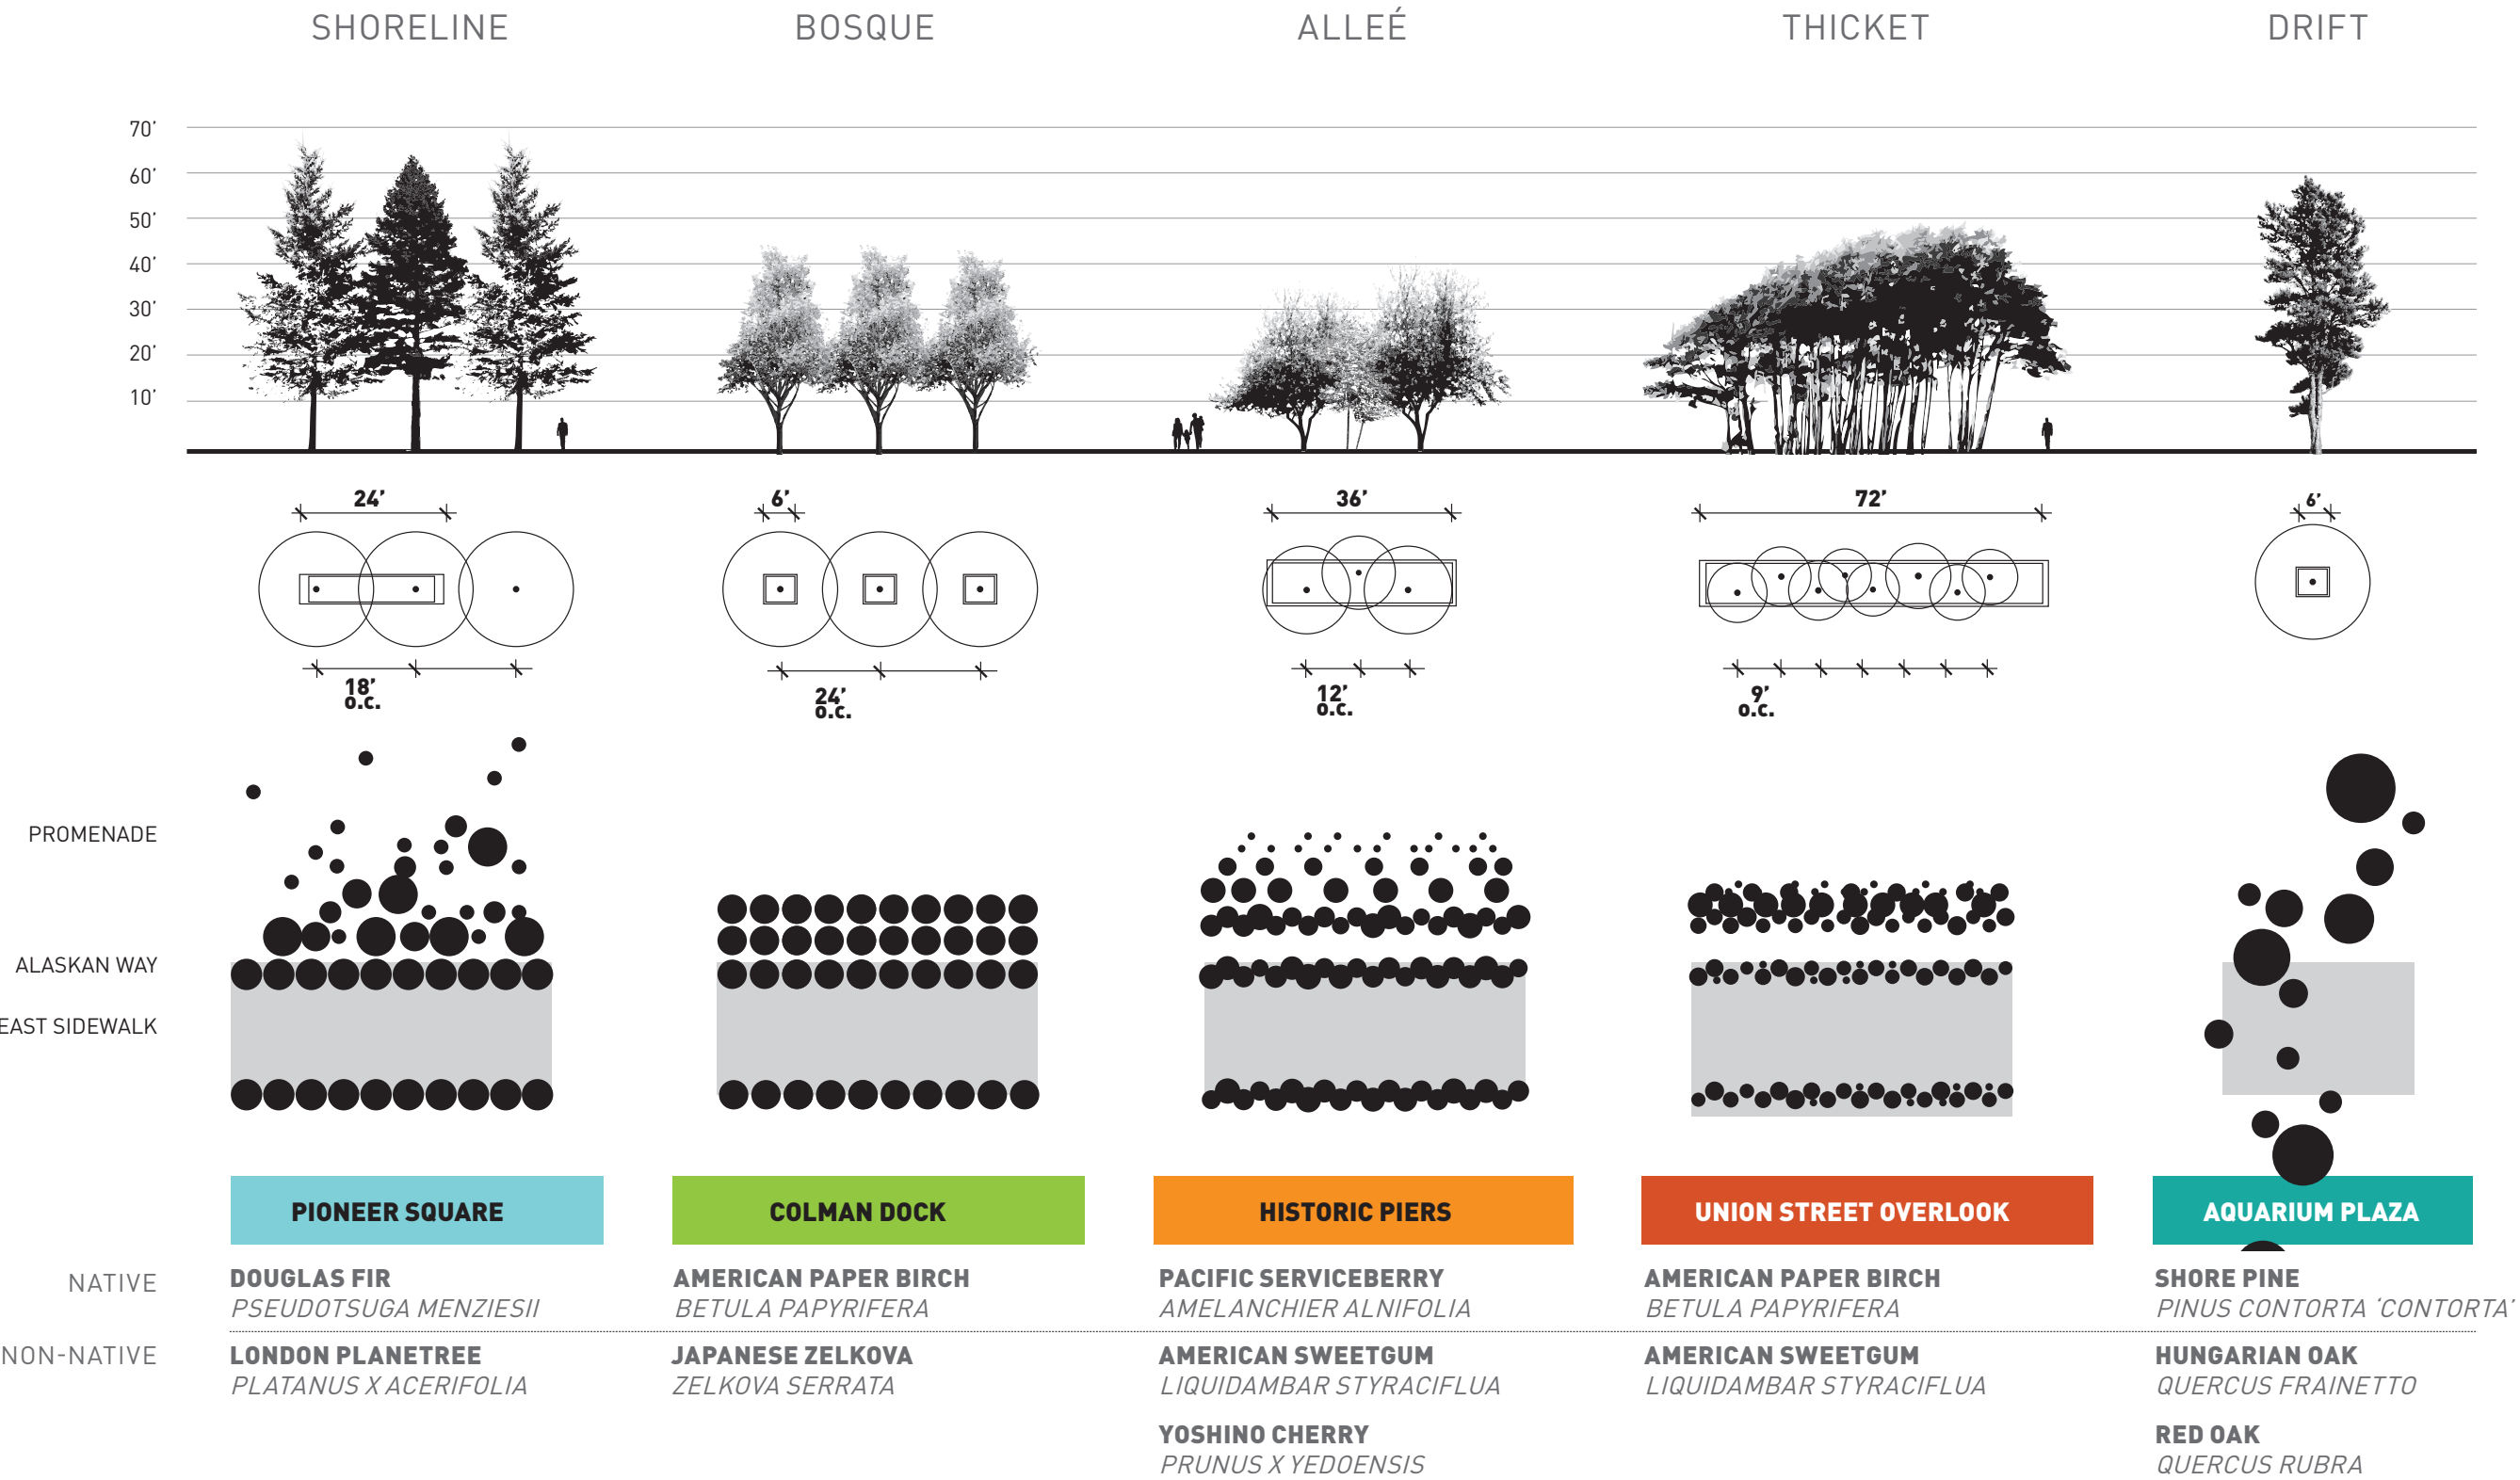 SHORELINE
BOSQUE
ALLEÉ
THICKET
DRIFT
70’
60’
50’
40’
30’
20’
10’
24’
6’
36’
72’
6’
18’
o.c.
24’
o.c.
12’
o.c.
9’
o.c.
PROMENADE
ALASKAN WAY
EAST SIDEWALK
PIONEER SQUARE
COLMAN DOCK
HISTORIC PIERS
UNION STREET OVERLOOK
AQUARIUM PLAZA
NATIVE
DOUGLAS FIR
PSEUDOTSUGA MENZIESII
AMERICAN PAPER BIRCH
BETULA PAPYRIFERA
PACIFIC SERVICEBERRY
AMELANCHIER ALNIFOLIA
AMERICAN PAPER BIRCH
BETULA PAPYRIFERA
SHORE PINE
PINUS CONTORTA ‘CONTORTA’
NON-NATIVE
LONDON PLANETREE
PLATANUS X ACERIFOLIA
JAPANESE ZELKOVA
ZELKOVA SERRATA
AMERICAN SWEETGUM
LIQUIDAMBAR STYRACIFLUA
YOSHINO CHERRY
PRUNUS X YEDOENSIS
AMERICAN SWEETGUM
LIQUIDAMBAR STYRACIFLUA
HUNGARIAN OAK
QUERCUS FRAINETTO
RED OAK
QUERCUS RUBRA